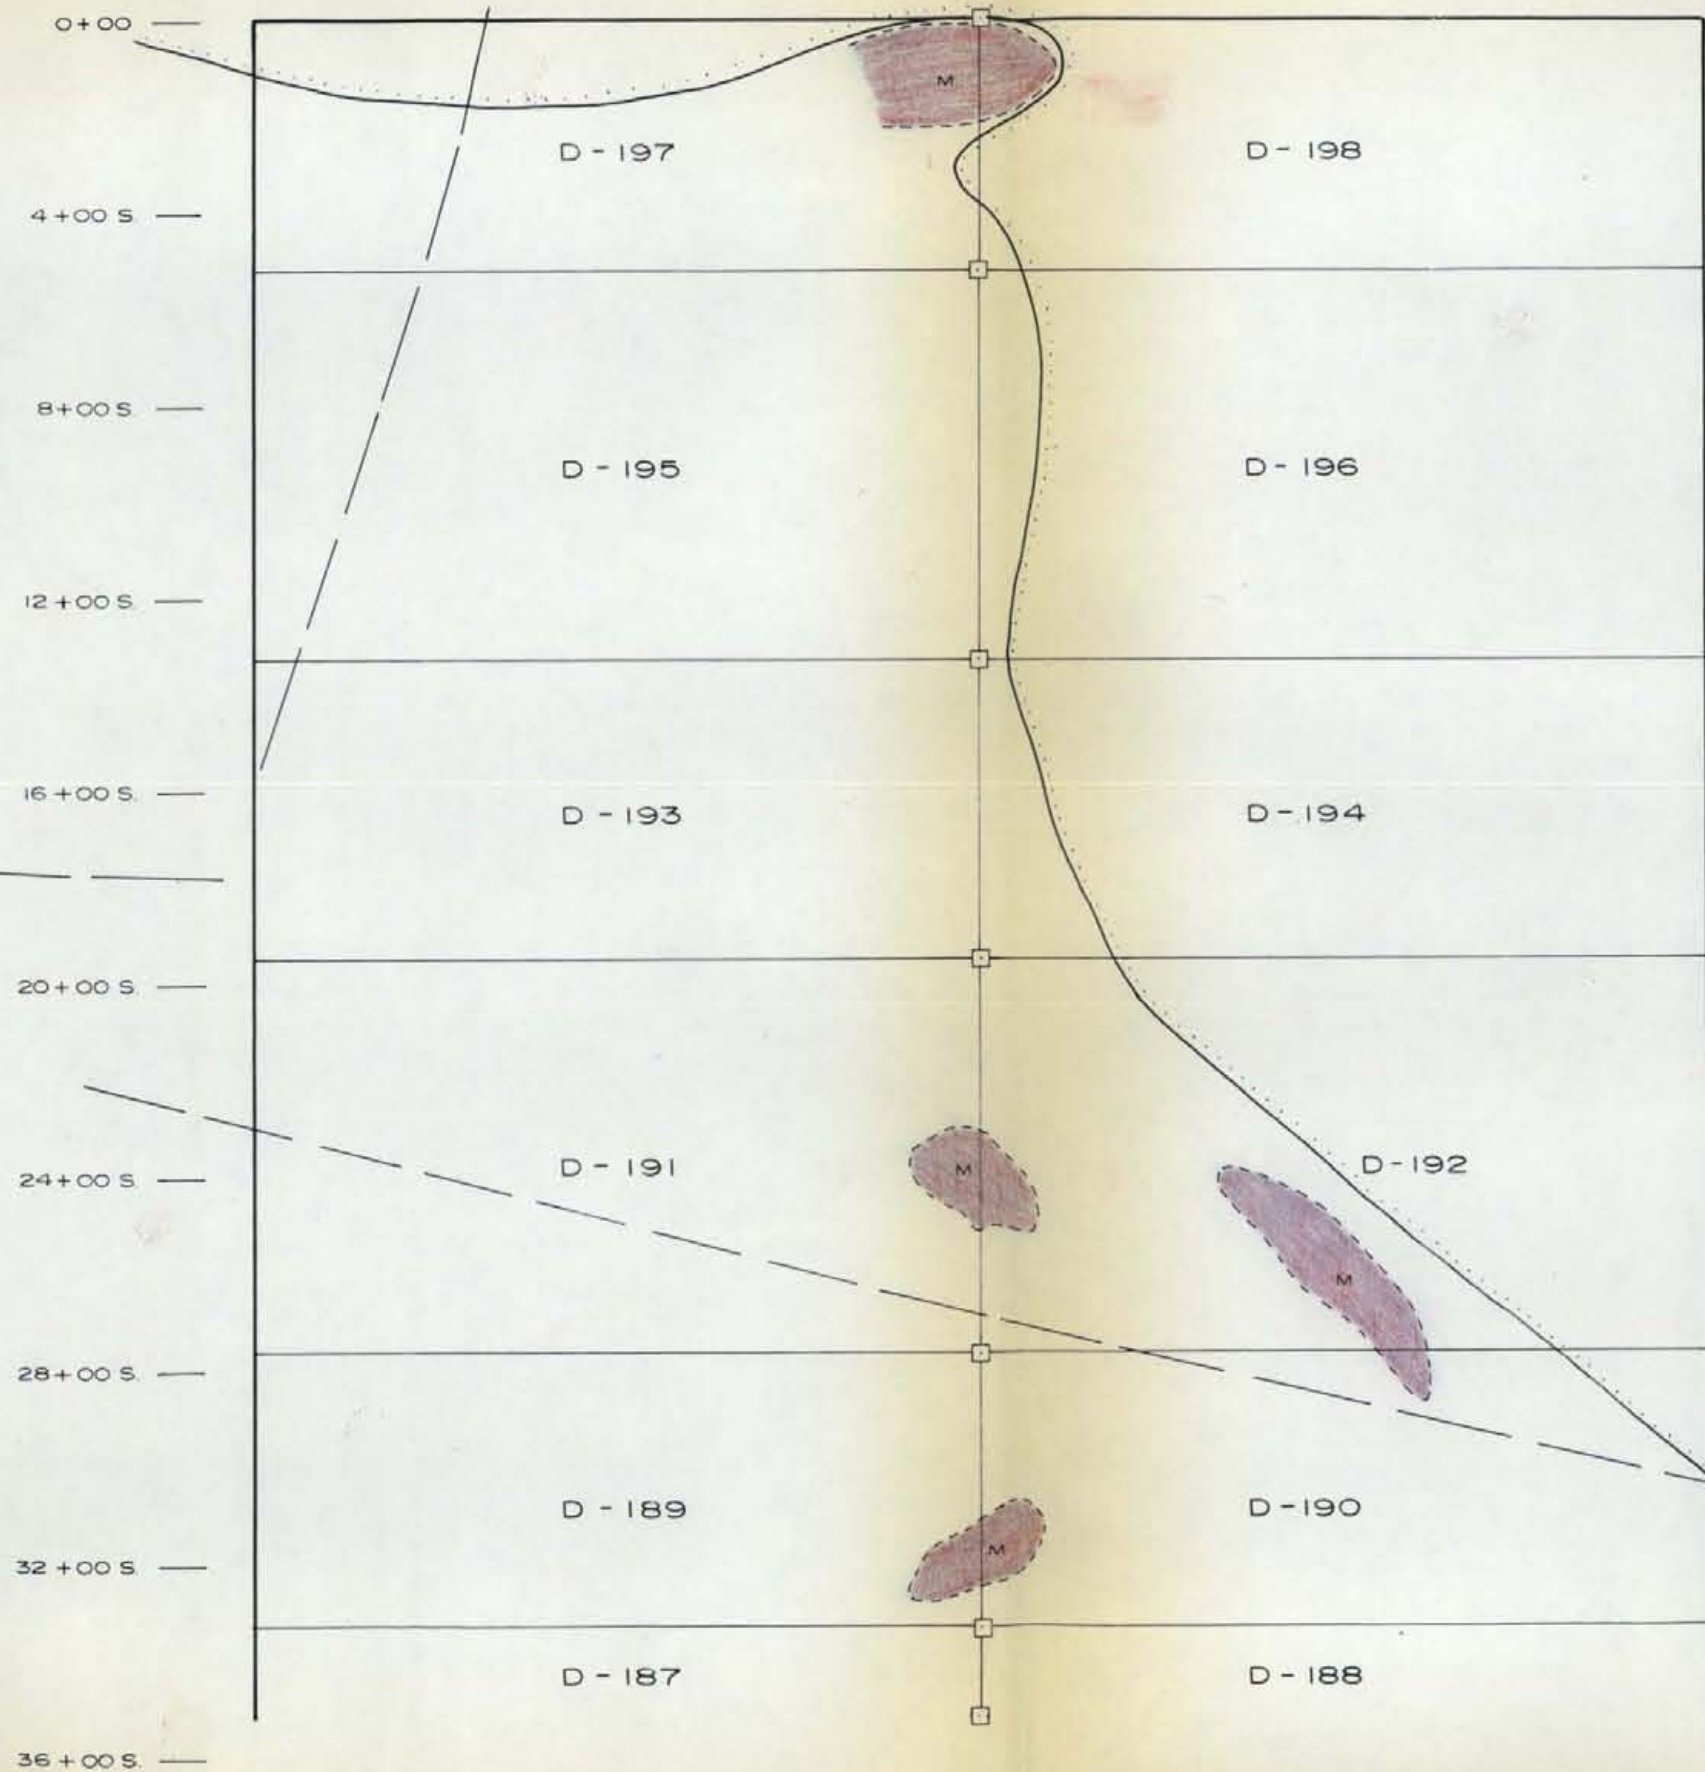 0+00
M
D-197 D-198
4+00 S.
8+00 S.
D-195 D-196
12+00 S.
16+00 S.
D-193 D-194
20+00 S.
D-191 M D-192
24+00 S.
M
28+00 S.
D-189 D-190
M
32+00 S.
D-187 D-188
36+00 S.